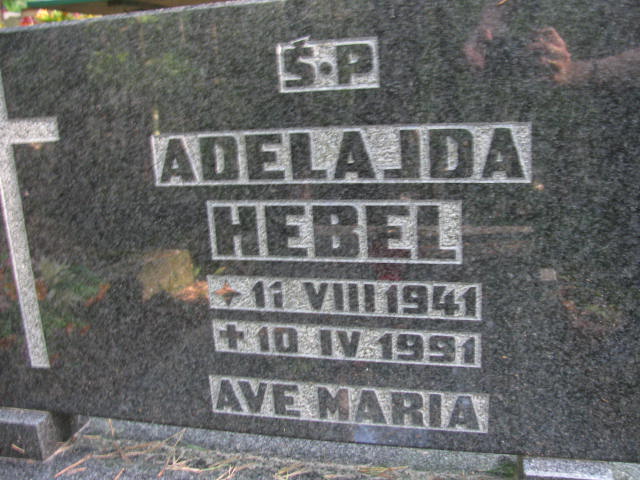 Ś·P
ADELAJDA
HEBEL
* 11 VIII 1941
+ 10 IV 1991
AVE MARIA